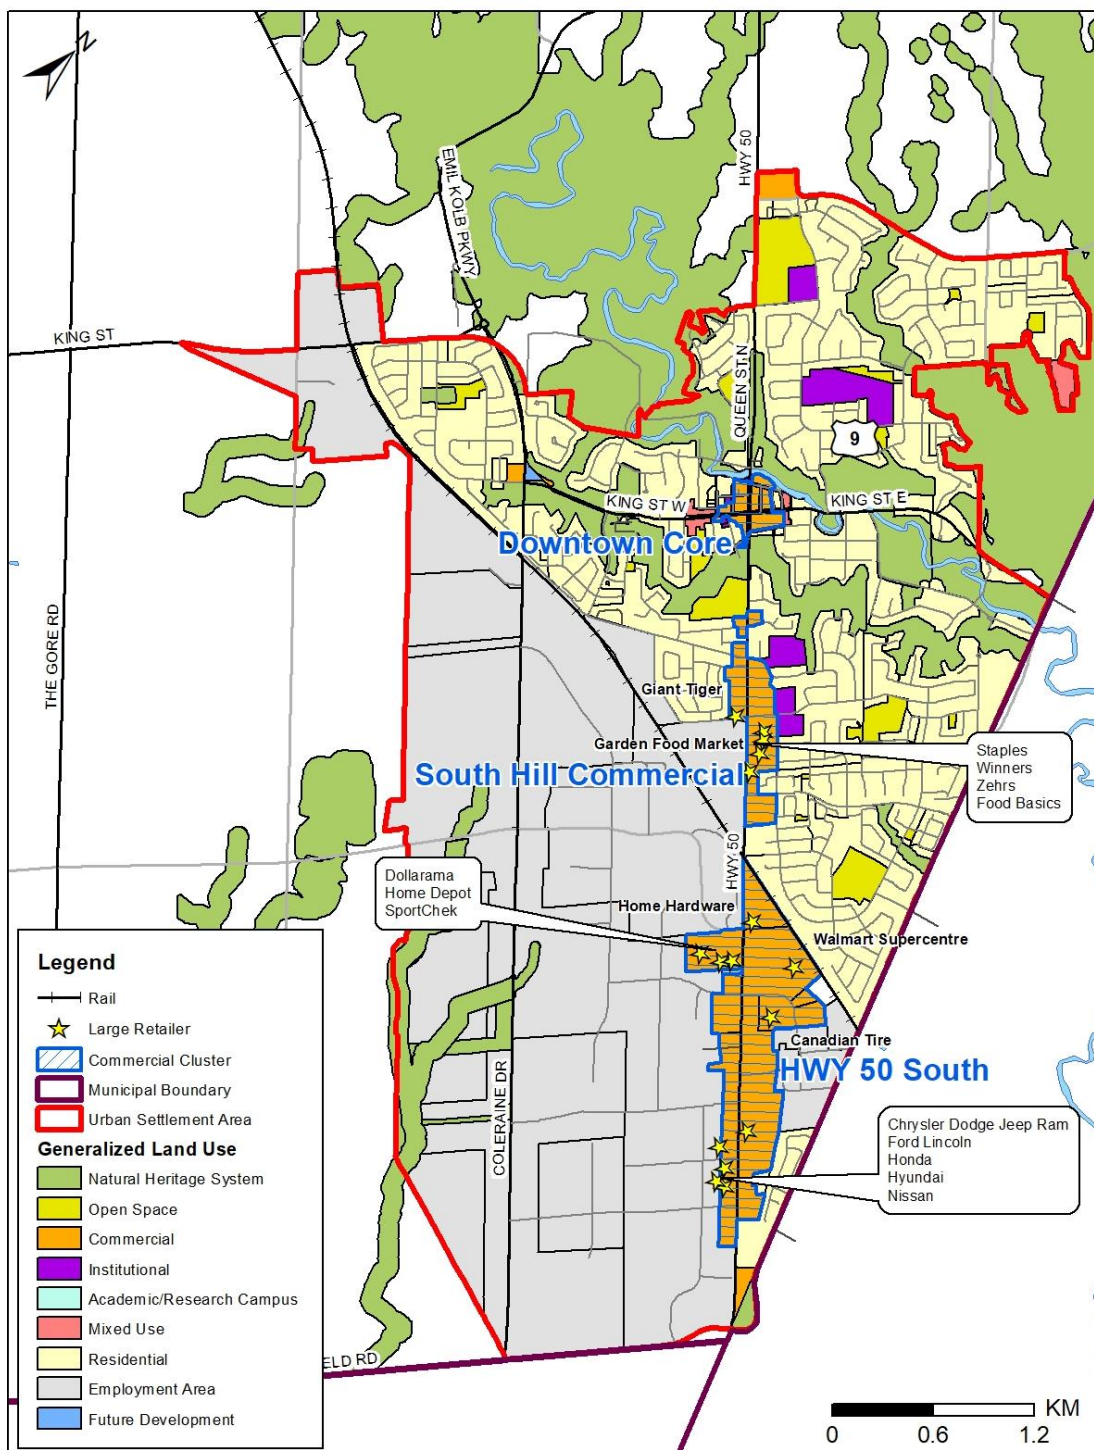 N
HWY 50
EMIL KOLB PKWY
KING ST
QUEEN ST N
9
KING ST W
KING ST E
Downtown Core
THE GORE RD
Giant Tiger
Garden Food Market
South Hill Commercial
Staples
Winners
Zehrs
Food Basics
HWY 50
Dollarama
Home Depot
SportChek
Home Hardware
Walmart Supercentre
Canadian Tire
HWY 50 South
COLERAINE DR
Chrysler Dodge Jeep Ram
Ford Lincoln
Honda
Hyundai
Nissan
Legend
Rail
Large Retailer
Commercial Cluster
Municipal Boundary
Urban Settlement Area
Generalized Land Use
Natural Heritage System
Open Space
Commercial
Institutional
Academic/Research Campus
Mixed Use
Residential
Employment Area
Future Development
ELD RD
KM
0 0.6 1.2